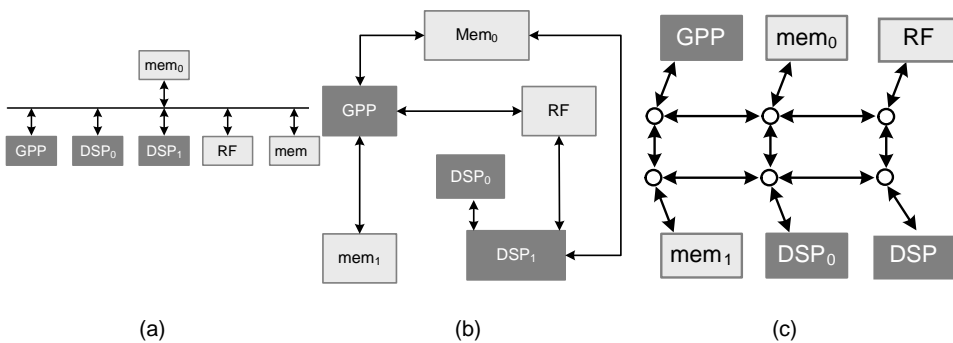 mem₀
GPP
DSP₀
DSP₁
RF
mem
(a)
Mem₀
GPP
RF
DSP₀
mem₁
DSP₁
(b)
GPP
mem₀
RF
mem₁
DSP₀
DSP
(c)